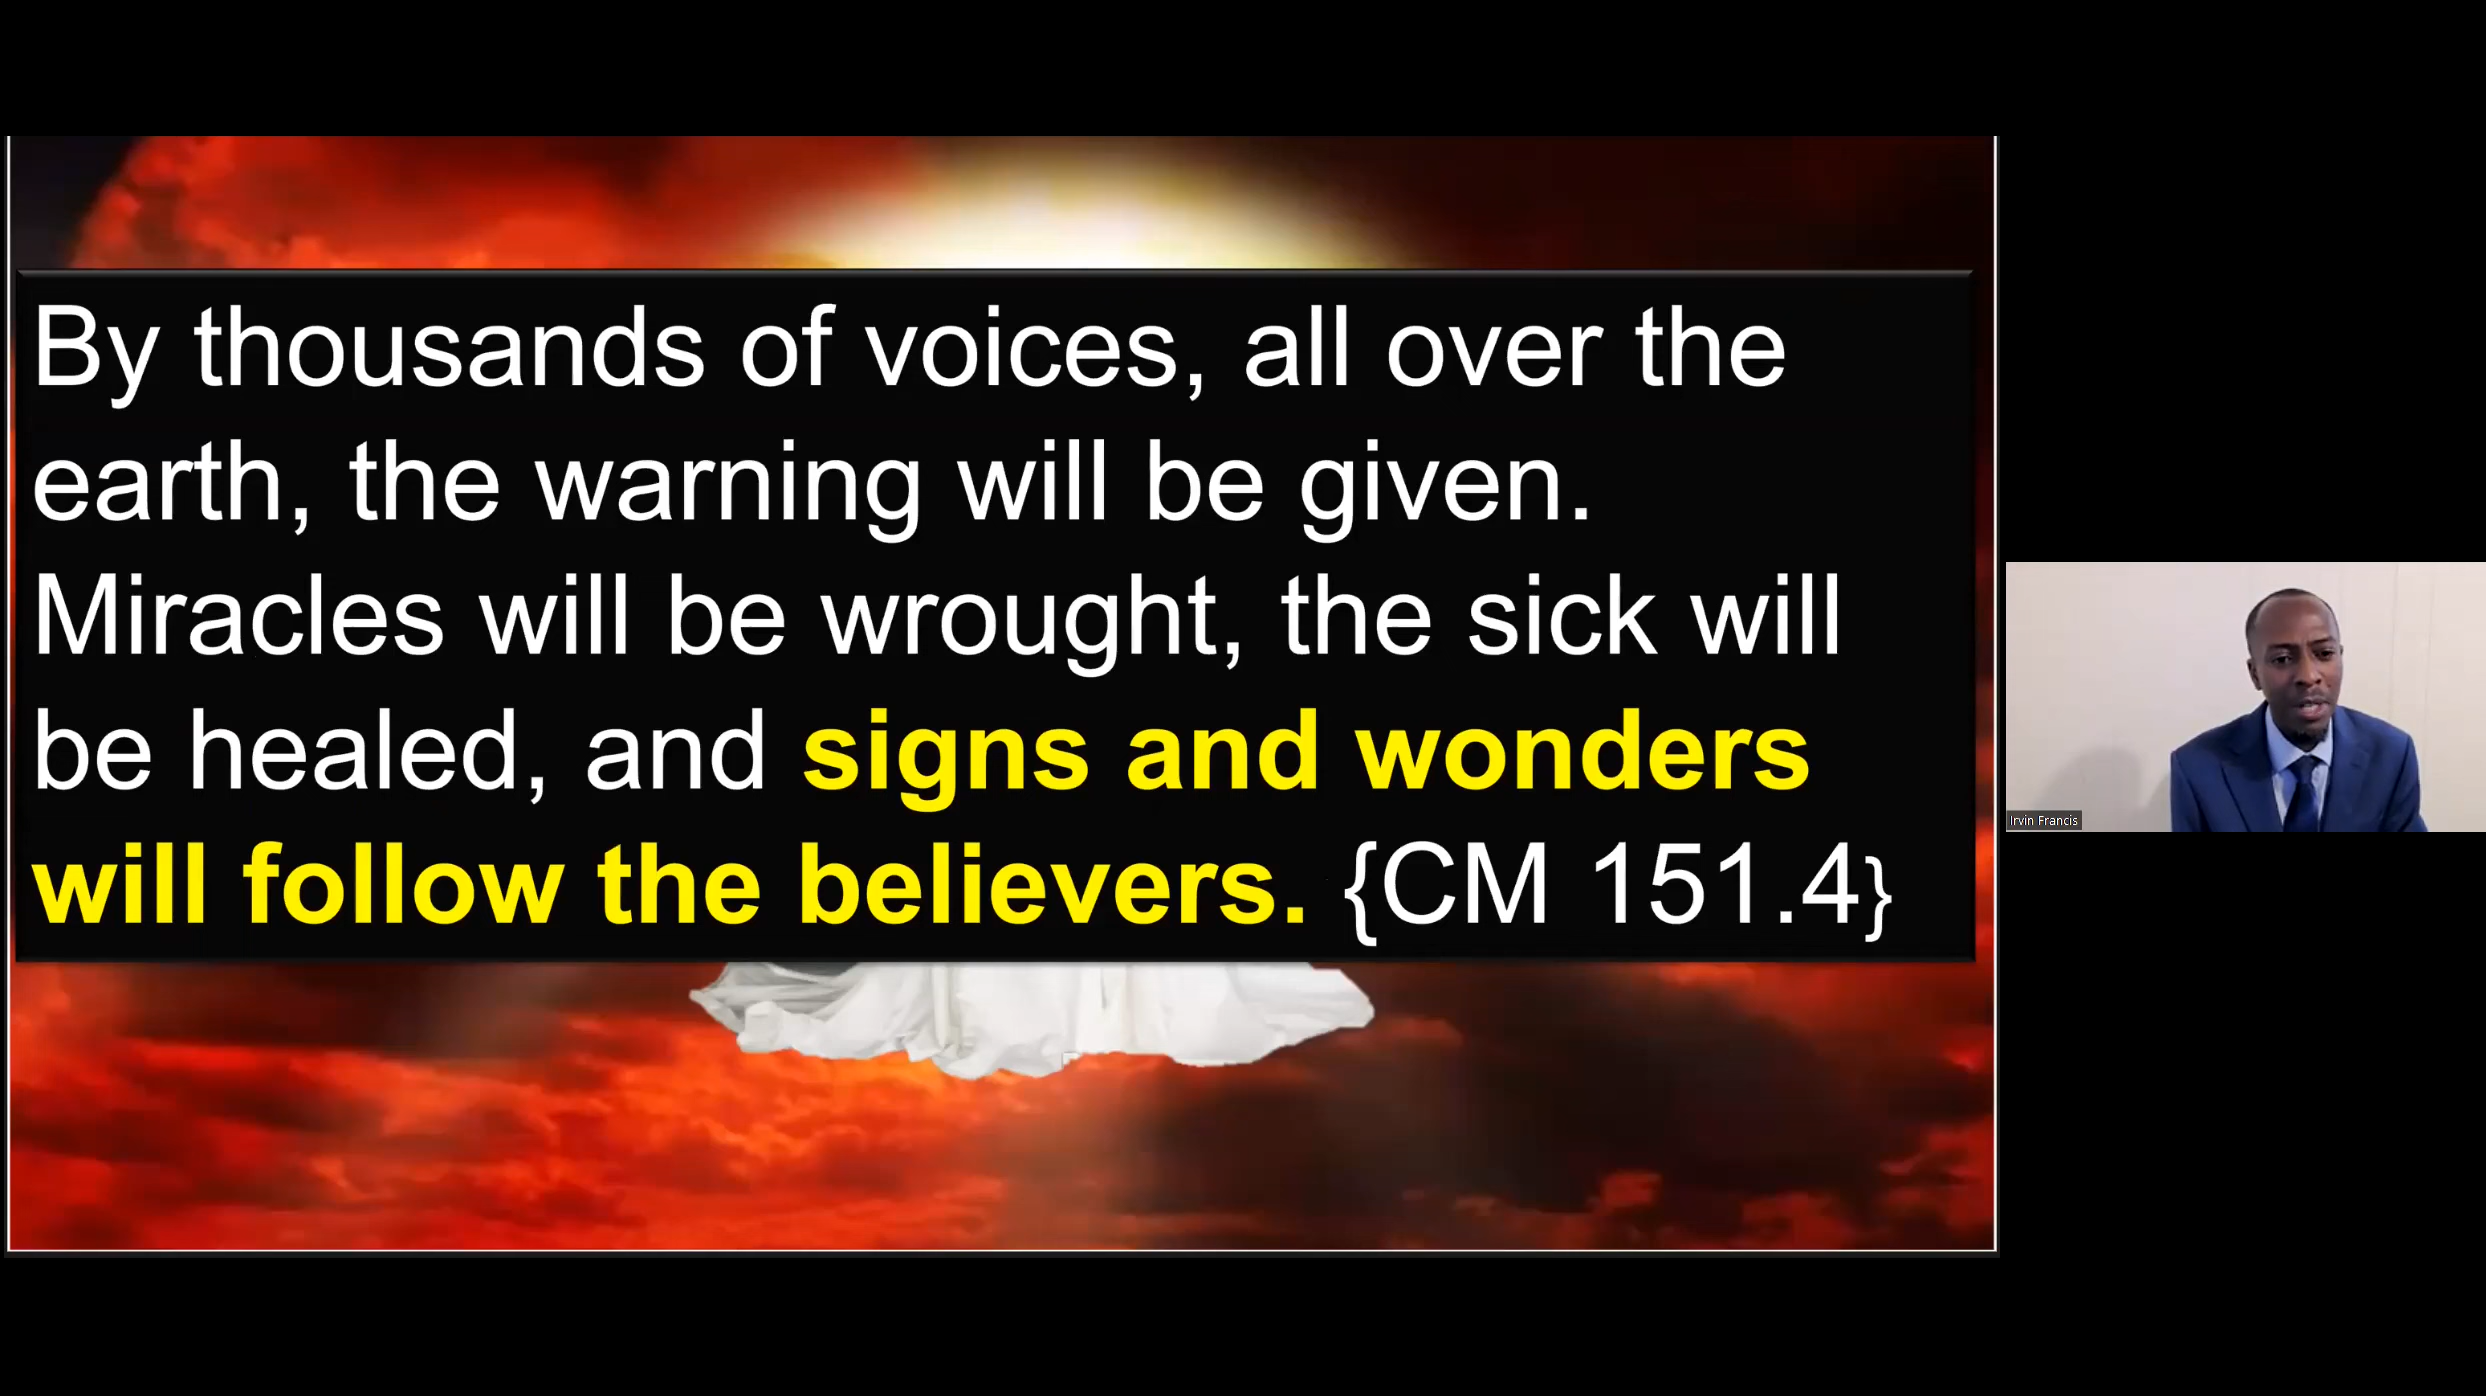 By thousands of voices, all over the
earth, the warning will be given.
Miracles will be wrought, the sick will
be healed, and signs and wonders
will follow the believers. {CM 151.4}
Irvin Francis